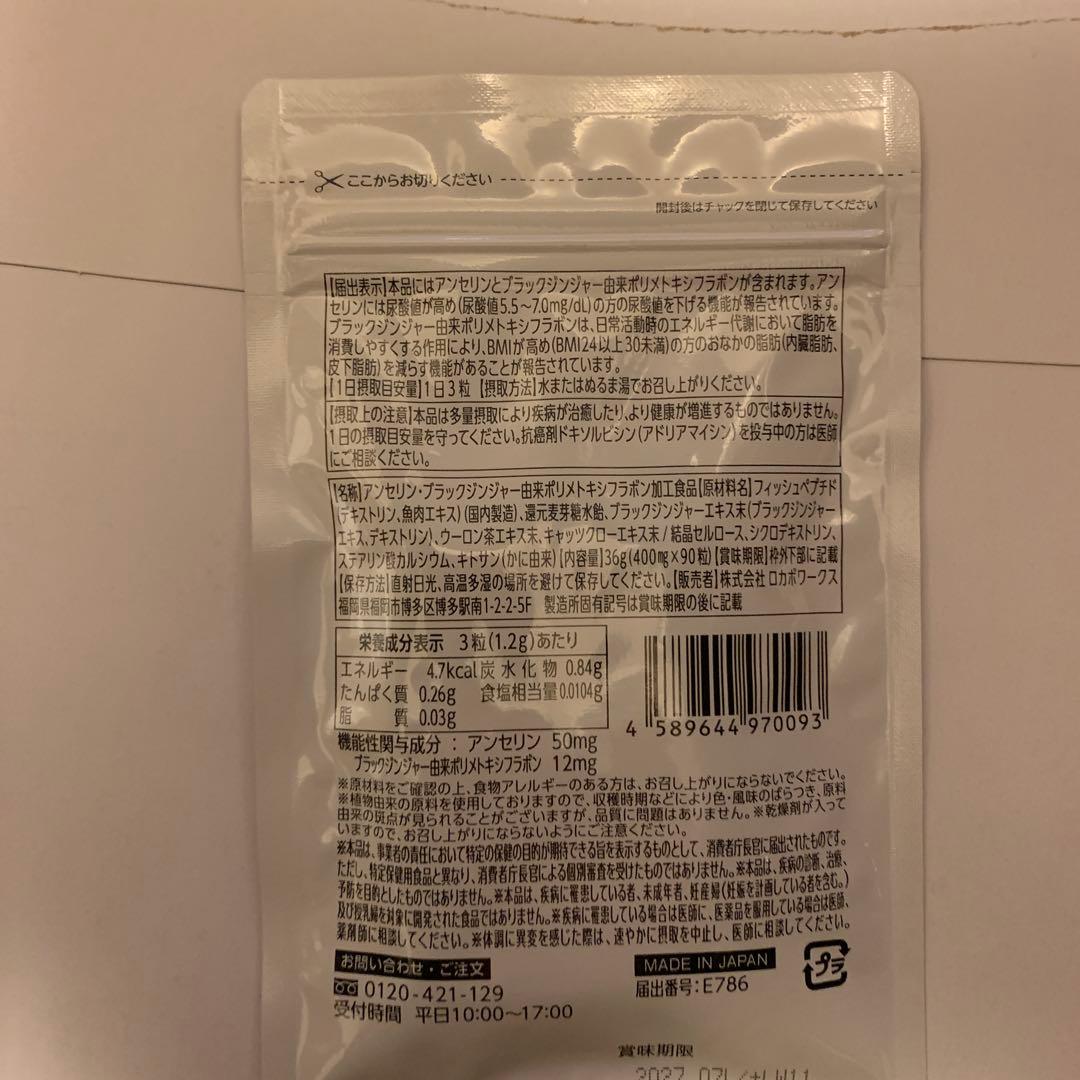 ここからお切りください
開封後はチャックを閉じて保存してください
【届出表示】本品にはアンセリンとブラックジンジャー由来ポリメトキシフラボンが含まれます。アン
セリンには尿酸値が高め(尿酸値5.5～7.0mg/dL)の方の尿酸値を下げる機能が報告されています。
ブラックジンジャー由来ポリメトキシフラボンは、日常活動時のエネルギー代謝において脂肪を
消費しやすくする作用により、BMIが高め(BMI24以上30未満)の方のおなかの脂肪(内臓脂肪、
皮下脂肪)を減らす機能があることが報告されています。
【1日摂取目安量】1日3粒【摂取方法】水またはぬるま湯でお召し上がりください。
【摂取上の注意】本品は多量摂取により疾病が治癒したり、より健康が増進するものではありません。
1日の摂取目安量を守ってください。抗癌剤ドキソルビシン(アドリアマイシン)を投与中の方は医師
にご相談ください。
【名称】アンセリン・ブラックジンジャー由来ポリメトキシフラボン加工食品【原材料名】フィッシュペプチド
(デキストリン、魚肉エキス)(国内製造)、還元麦芽糖水飴、ブラックジンジャーエキス末(ブラックジンジャー
エキス、デキストリン)、ウーロン茶エキス末、キャッツクローエキス末/結晶セルロース、シクロデキストリン、
ステアリン酸カルシウム、キトサン(かに由来)【内容量】36g(400mg×90粒)【賞味期限】枠外下部に記載
【保存方法】直射日光、高温多湿の場所を避けて保存してください。【販売者】株式会社 ロカボワークス
福岡県福岡市博多区博多駅南1-2-2-5F 製造所固有記号は賞味期限の後に記載
栄養成分表示 3粒(1.2g)あたり
エネルギー 4.7kcal 炭水化物 0.84g
たんぱく質 0.26g 食塩相当量 0.0104g
脂質 0.03g
4 589644 970093
機能性関与成分：アンセリン 50mg
ブラックジンジャー由来ポリメトキシフラボン 12mg
※原材料をご確認の上、食物アレルギーのある方は、お召し上がりにならないでください。
※植物由来の原料を使用しておりますので、収穫時期などにより色・風味のばらつき、原料
由来の斑点が見られることがございますが、品質に問題はありません。※乾燥剤が入って
いますので、お召し上がりにならないようにご注意ください。
※本品は、事業者の責任において特定の保健の目的が期待できる旨を表示するものとして、消費者庁長官に届出されたものです。
ただし、特定保健用食品と異なり、消費者庁長官による個別審査を受けたものではありません。※本品は、疾病の診断、治療、
予防を目的としたものではありません。※本品は、疾病に罹患している者、未成年者、妊産婦(妊娠を計画している者を含む。)
及び授乳婦を対象に開発された食品ではありません。※疾病に罹患している場合は医師に、医薬品を服用している場合は医師、
薬剤師に相談してください。※体調に異変を感じた際は、速やかに摂取を中止し、医師に相談してください。
お問い合わせ・ご注文
0120-421-129
受付時間 平日10:00～17:00
MADE IN JAPAN
届出番号：E786
プラ
賞味期限